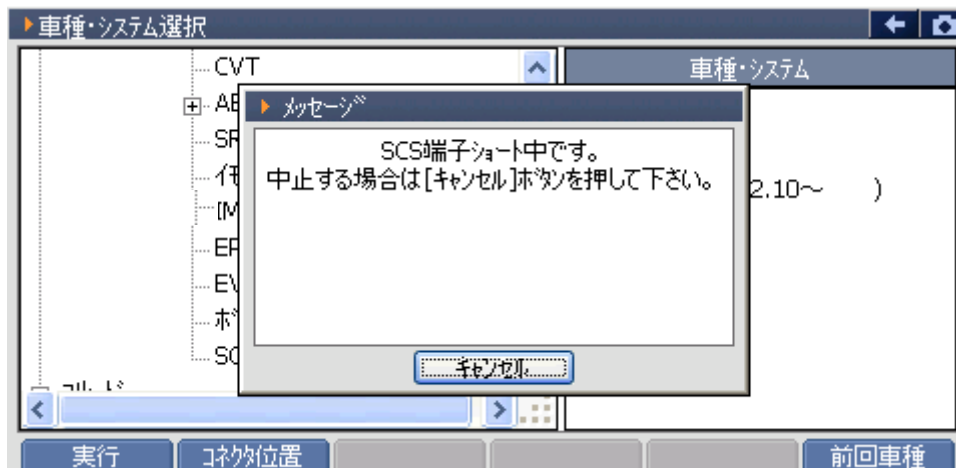 車種・システム選択
CVT
車種・システム
メッセージ
SCS端子ショート中です。
中止する場合は[キャンセル]ボタンを押して下さい。
2.10～ )
キャンセル
実行
コネクタ位置
前回車種